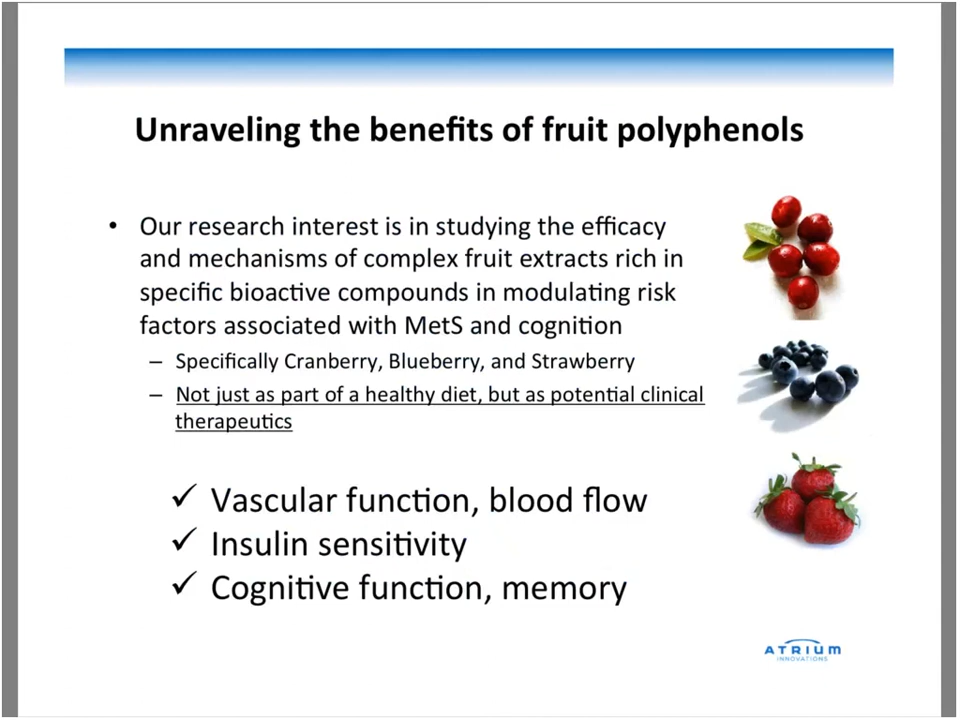 Unraveling the benefits of fruit polyphenols
• Our research interest is in studying the efficacy
and mechanisms of complex fruit extracts rich in
specific bioactive compounds in modulating risk
factors associated with MetS and cognition
– Specifically Cranberry, Blueberry, and Strawberry
– Not just as part of a healthy diet, but as potential clinical
therapeutics
✓ Vascular function, blood flow
✓ Insulin sensitivity
✓ Cognitive function, memory
ATRIUM
INNOVATIONS